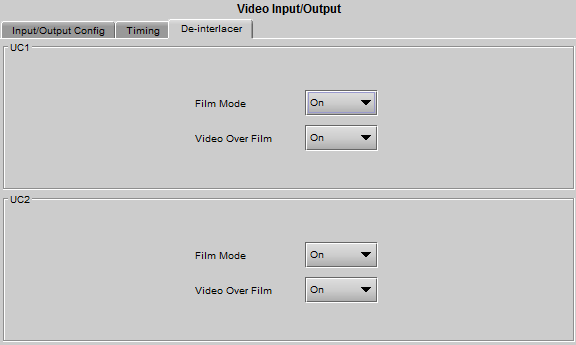 Video Input/Output
Input/Output Config Timing De-interlacer
UC1
Film Mode On
Video Over Film On
UC2
Film Mode On
Video Over Film On